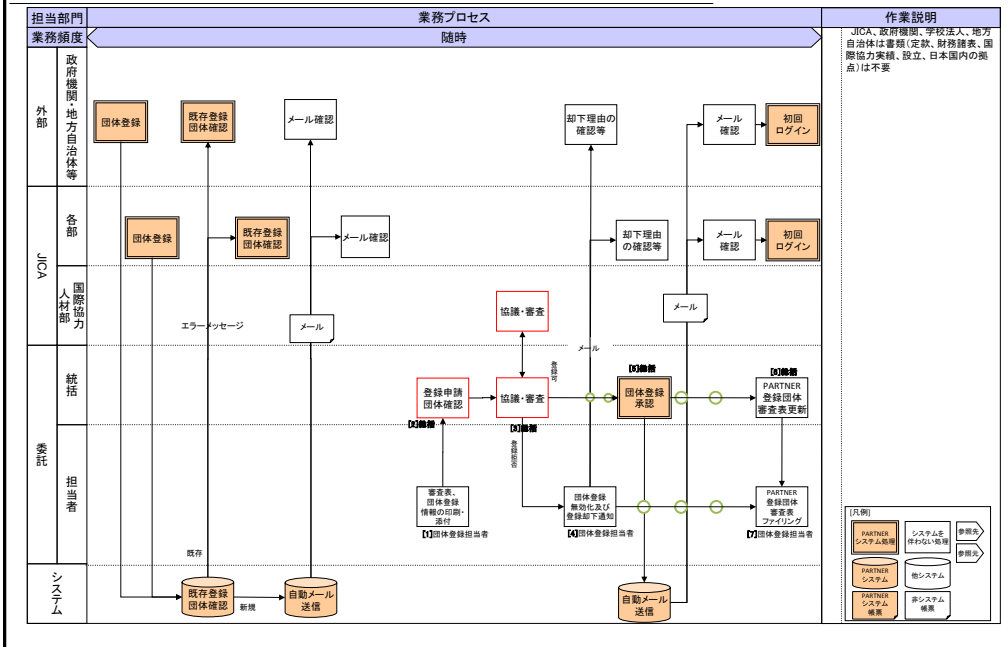 担当部門
業務プロセス
作業説明
業務頻度
随時
JICA、政府機関、学校法人、地方
自治体は書類（定款、財務諸表、国
際協力実績、設立、日本国内の拠
点）は不要
外部
政府機関・地方自治体等
団体登録
既存登録
団体確認
メール確認
却下理由の
確認等
メール
確認
初回
ログイン
JICA
各部
団体登録
既存登録
団体確認
メール確認
却下理由
の確認等
メール
確認
初回
ログイン
国際協力
人材部
エラーメッセージ
メール
協議・審査
メール
メール
委託
統括
登録申請
団体確認
[2]統括
協議・審査
[3]統括
登録可
登録拒否
[5]統括
団体登録
承認
[6]統括
PARTNER
登録団体
審査表更新
担当者
審査表、
団体登録
情報の印刷・
添付
[1]団体登録担当者
団体登録
無効化及び
登録却下通知
[4]団体登録担当者
PARTNER
登録団体
審査表
ファイリング
[7]団体登録担当者
既存
システム
既存登録
団体確認
新規
自動メール
送信
自動メール
送信
[凡例]
PARTNER
システム処理
システムを
伴わない処理
参照先
参照元
PARTNER
システム
他システム
PARTNER
システム
帳票
非システム
帳票